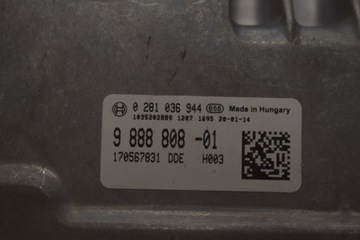 0 281 036 944 658 Made in Hungary
1035202889 1207 1695 20-01-14
9 888 808 -01
170567831 DDE H003